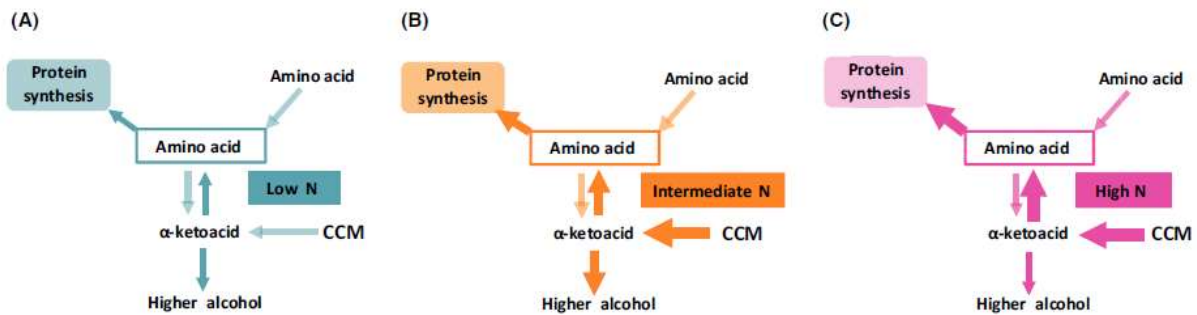 (A)
Protein
synthesis
Amino acid
Amino acid
Low N
α-ketoacid
CCM
Higher alcohol
(B)
Protein
synthesis
Amino acid
Amino acid
Intermediate N
α-ketoacid
CCM
Higher alcohol
(C)
Protein
synthesis
Amino acid
Amino acid
High N
α-ketoacid
CCM
Higher alcohol